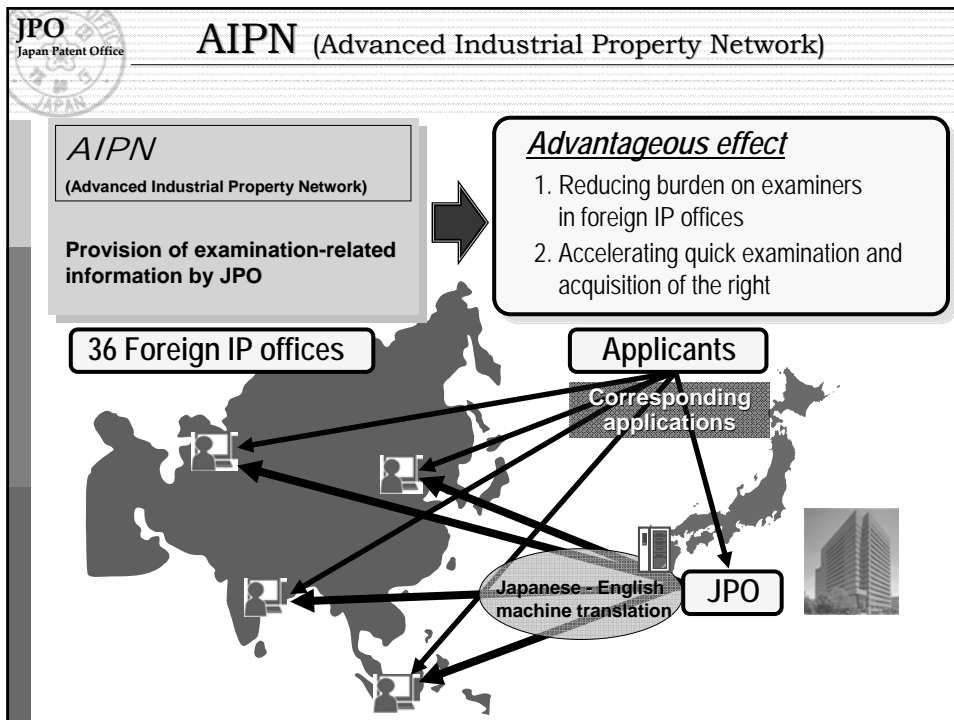 JPO
Japan Patent Office
JAPAN
AIPN (Advanced Industrial Property Network)
AIPN
(Advanced Industrial Property Network)
Provision of examination-related
information by JPO
Advantageous effect
1. Reducing burden on examiners
in foreign IP offices
2. Accelerating quick examination and
acquisition of the right
36 Foreign IP offices
Applicants
Corresponding
applications
Japanese - English
machine translation
JPO